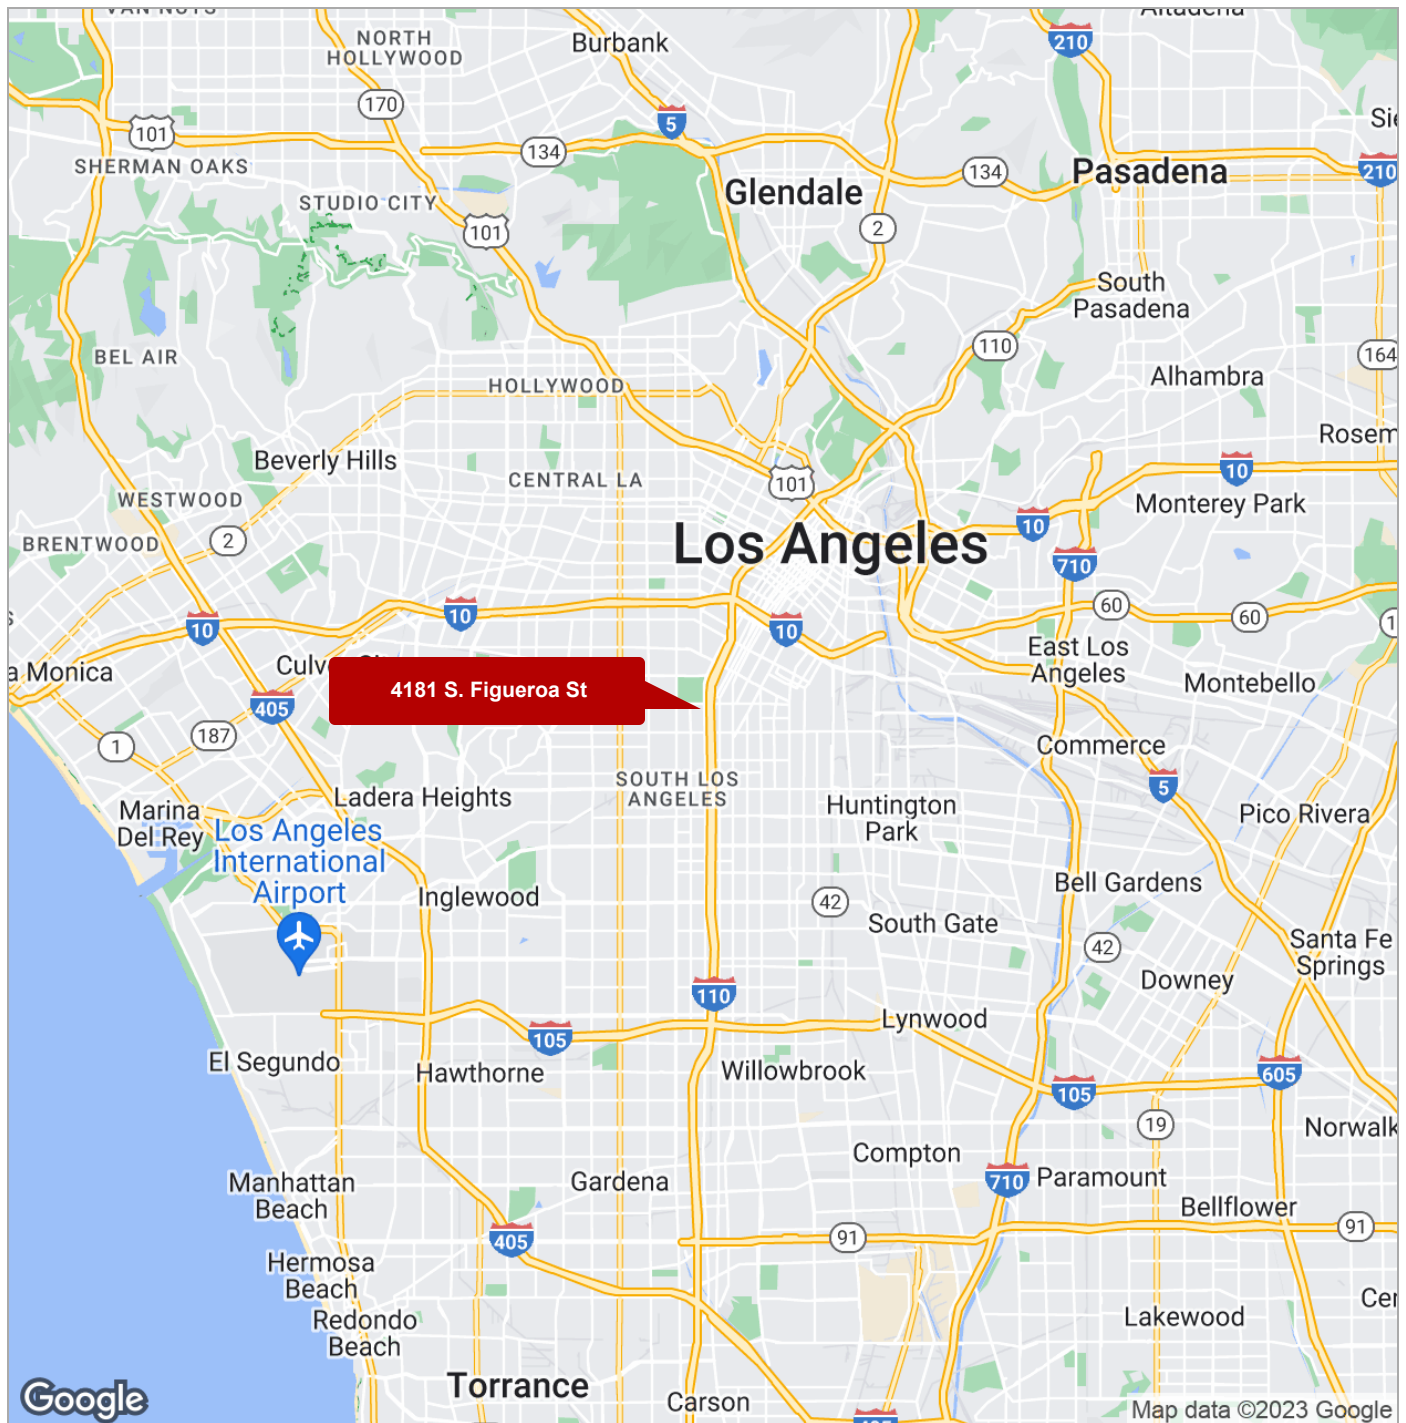 VAN NUYS
Altadena
NORTH
HOLLYWOOD
Burbank
210
170
5
101
134
SHERMAN OAKS
134
Pasadena
210
Glendale
STUDIO CITY
101
2
South
Pasadena
110
BEL AIR
164
HOLLYWOOD
Alhambra
Beverly Hills
CENTRAL LA
101
10
WESTWOOD
Monterey Park
10
BRENTWOOD
2
Los Angeles
710
10
10
10
60
60
East Los
Angeles
a Monica
4181 S. Figueroa St
Montebello
405
187
1
Commerce
SOUTH LOS
ANGELES
5
Ladera Heights
Marina
Del Rey
Huntington
Park
Pico Rivera
Los Angeles
International
Airport
Inglewood
42
Bell Gardens
South Gate
42
Santa Fe
Springs
Downey
110
105
Lynwood
El Segundo
Hawthorne
Willowbrook
605
105
19
Norwalk
Compton
Manhattan
Beach
Gardena
710
Paramount
Bellflower
405
91
91
Hermosa
Beach
Redondo
Beach
Lakewood
Torrance
Carson
Google
Map data ©2023 Google